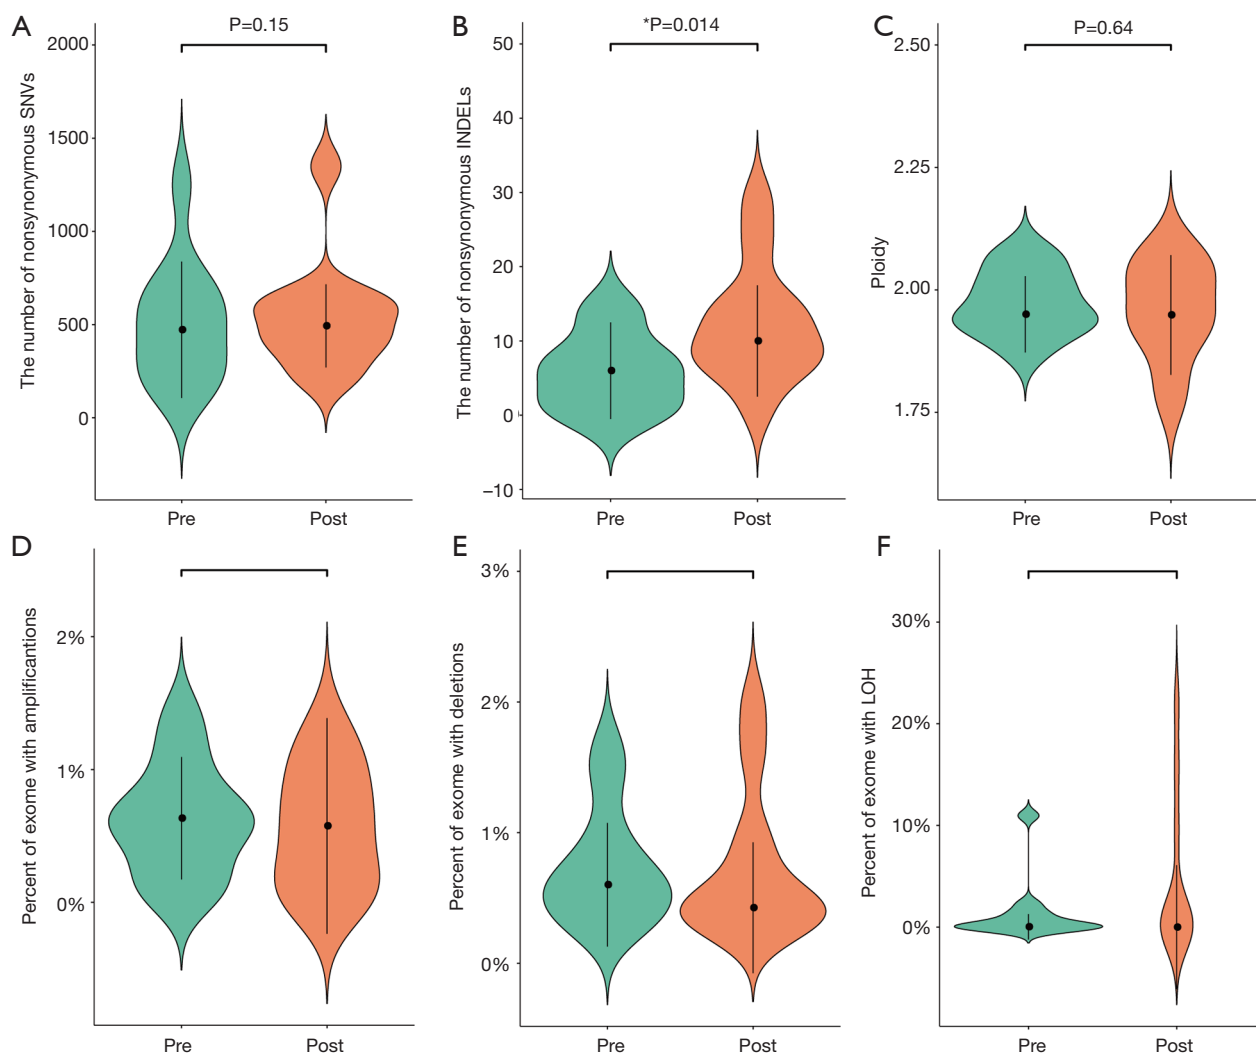 A
P=0.15
The number of nonsynonymous SNVs
2000
1500
1000
500
0
Pre
Post
B
*P=0.014
The number of nonsynonymous INDELs
50
40
30
20
10
0
−10
Pre
Post
C
P=0.64
Ploidy
2.50
2.25
2.00
1.75
Pre
Post
D
Percent of exome with amplificantions
2%
1%
0%
Pre
Post
E
Percent of exome with deletions
3%
2%
1%
0%
Pre
Post
F
Percent of exome with LOH
30%
20%
10%
0%
Pre
Post